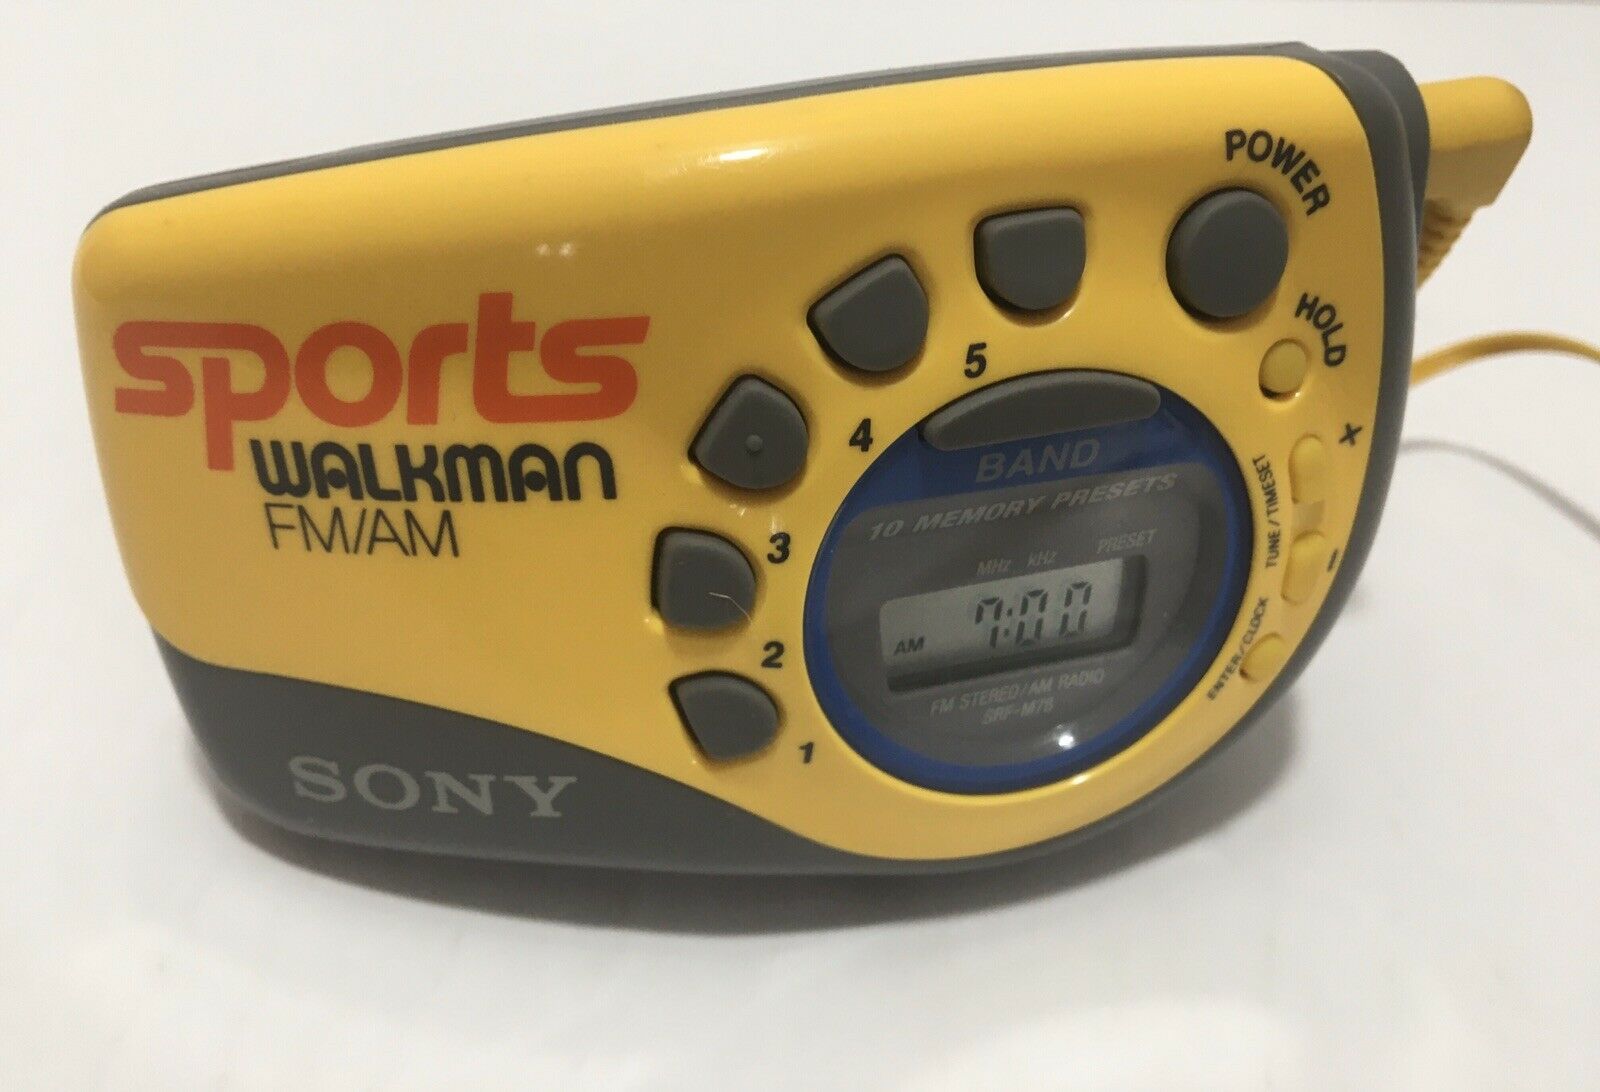 sports
WALKMAN
FM/AM
SONY
POWER
HOLD
5
4
3
2
1
BAND
10 MEMORY PRESETS
MHz kHz PRESET
AM 7:00
FM STEREO/AM RADIO
SRF-M78
+
TUNE/TIMESET
-
ENTER/CLOCK